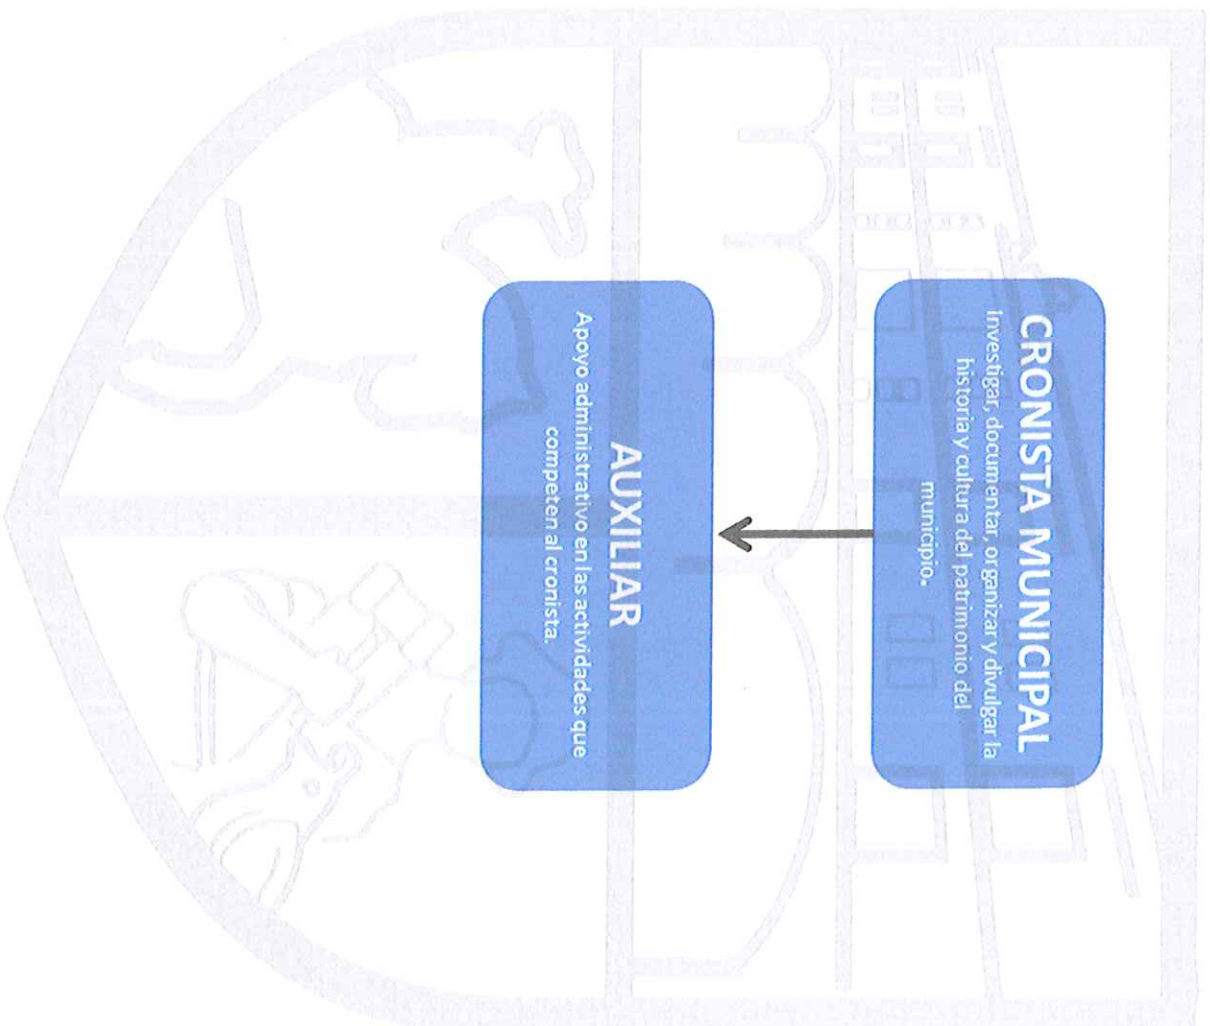 CRONISTA MUNICIPAL
Investigar, documentar, organizar y divulgar la
historia y cultura del patrimonio del
municipio.
AUXILIAR
Apoyo administrativo en las actividades que
competen al cronista.